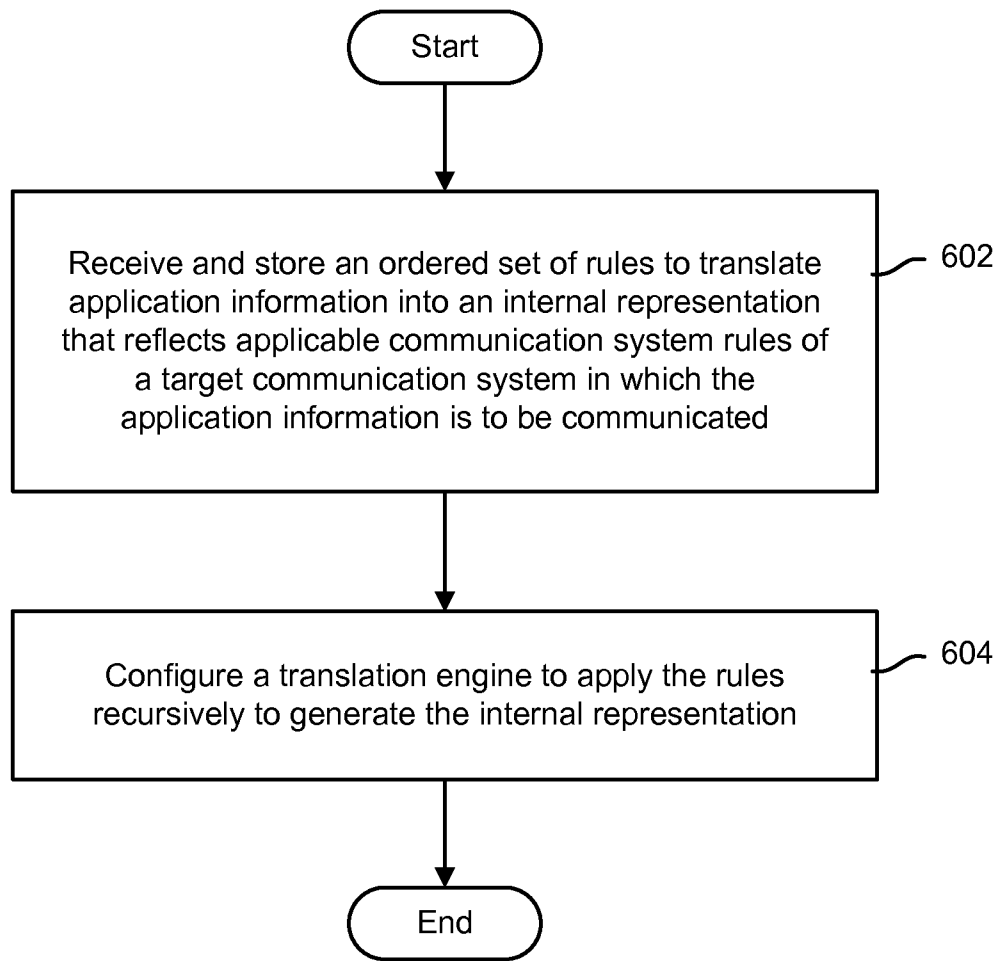 Start
Receive and store an ordered set of rules to translate
application information into an internal representation
that reflects applicable communication system rules of
a target communication system in which the
application information is to be communicated
602
Configure a translation engine to apply the rules
recursively to generate the internal representation
604
End